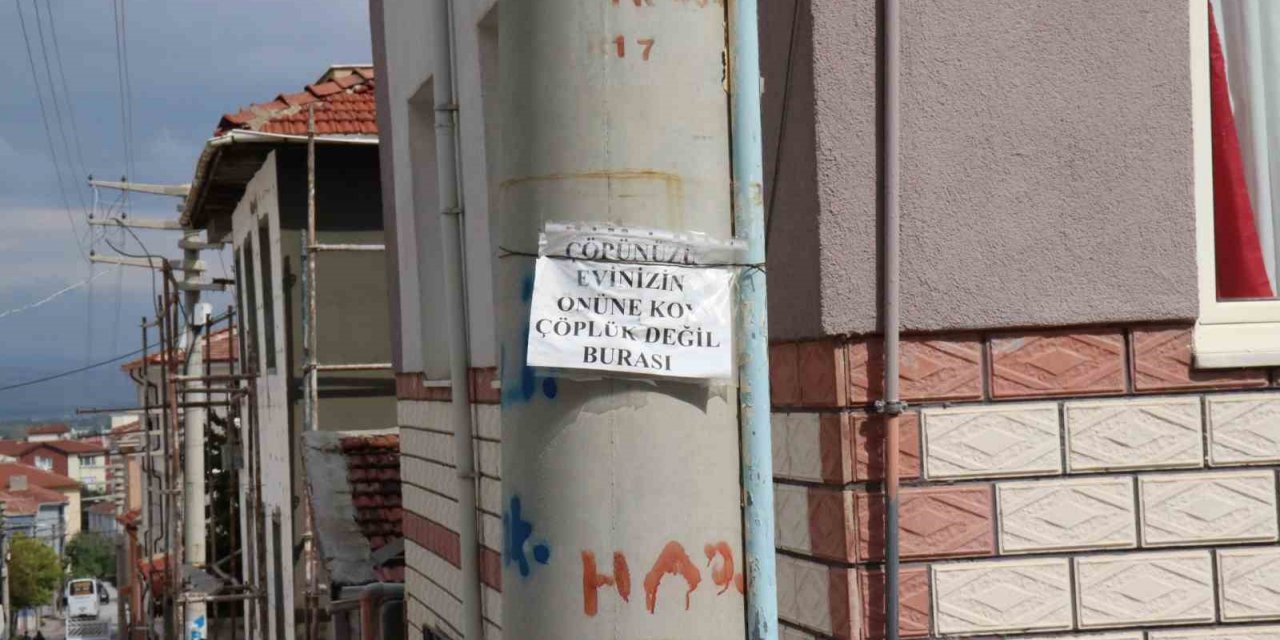 17
ÇÖPÜNÜZÜ
EVİNİZİN
ÖNÜNE KOY
ÇÖPLÜK DEĞİL
BURASI